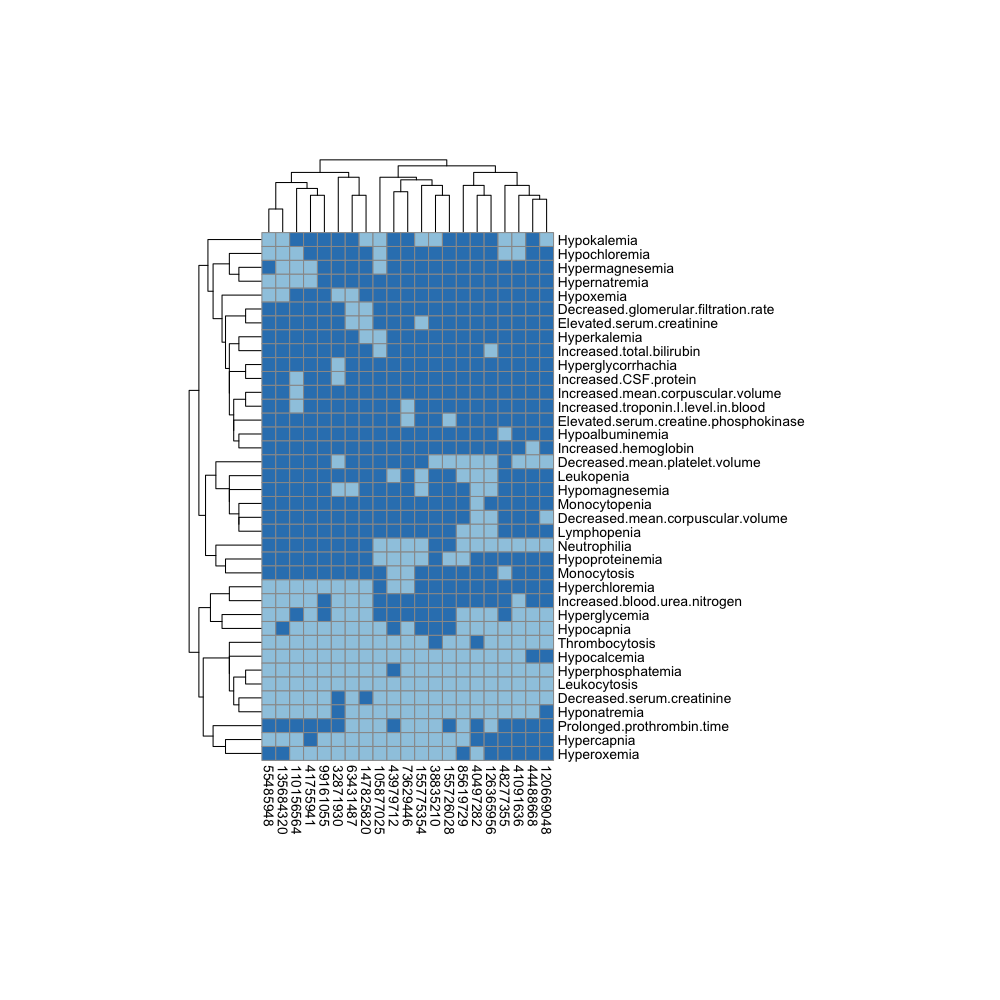 Hypokalemia
Hypochloremia
Hypermagnesemia
Hypernatremia
Hypoxemia
Decreased.glomerular.filtration.rate
Elevated.serum.creatinine
Hyperkalemia
Increased.total.bilirubin
Hyperglycorrhachia
Increased.CSF.protein
Increased.mean.corpuscular.volume
Increased.troponin.I.level.in.blood
Elevated.serum.creatine.phosphokinase
Hypoalbuminemia
Increased.hemoglobin
Decreased.mean.platelet.volume
Leukopenia
Hypomagnesemia
Monocytopenia
Decreased.mean.corpuscular.volume
Lymphopenia
Neutrophilia
Hypoproteinemia
Monocytosis
Hyperchloremia
Increased.blood.urea.nitrogen
Hyperglycemia
Hypocapnia
Thrombocytosis
Hypocalcemia
Hyperphosphatemia
Leukocytosis
Decreased.serum.creatinine
Hyponatremia
Prolonged.prothrombin.time
Hypercapnia
Hyperoxemia
55485948
135684320
110156564
41755941
99161055
32871930
63431487
147825820
105877025
43979712
73629446
155775354
38835210
155726028
85619729
40497282
126365956
48277355
41091636
44488668
120669048